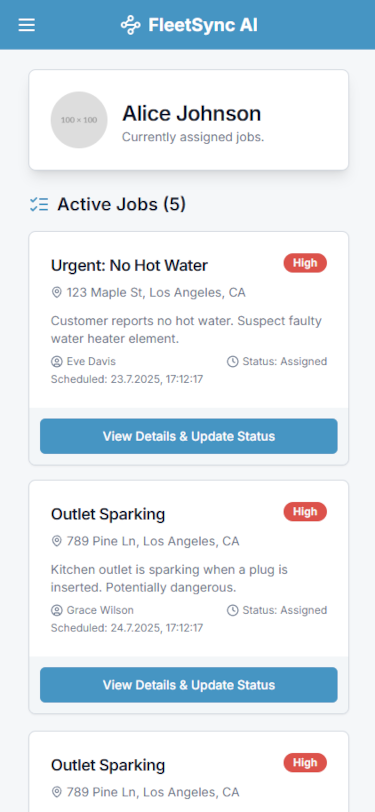 FleetSync AI
100 × 100
Alice Johnson
Currently assigned jobs.
Active Jobs (5)
Urgent: No Hot Water
High
123 Maple St, Los Angeles, CA
Customer reports no hot water. Suspect faulty
water heater element.
Eve Davis
Status: Assigned
Scheduled: 23.7.2025, 17:12:17
View Details & Update Status
Outlet Sparking
High
789 Pine Ln, Los Angeles, CA
Kitchen outlet is sparking when a plug is
inserted. Potentially dangerous.
Grace Wilson
Status: Assigned
Scheduled: 24.7.2025, 17:12:17
View Details & Update Status
Outlet Sparking
High
789 Pine Ln, Los Angeles, CA